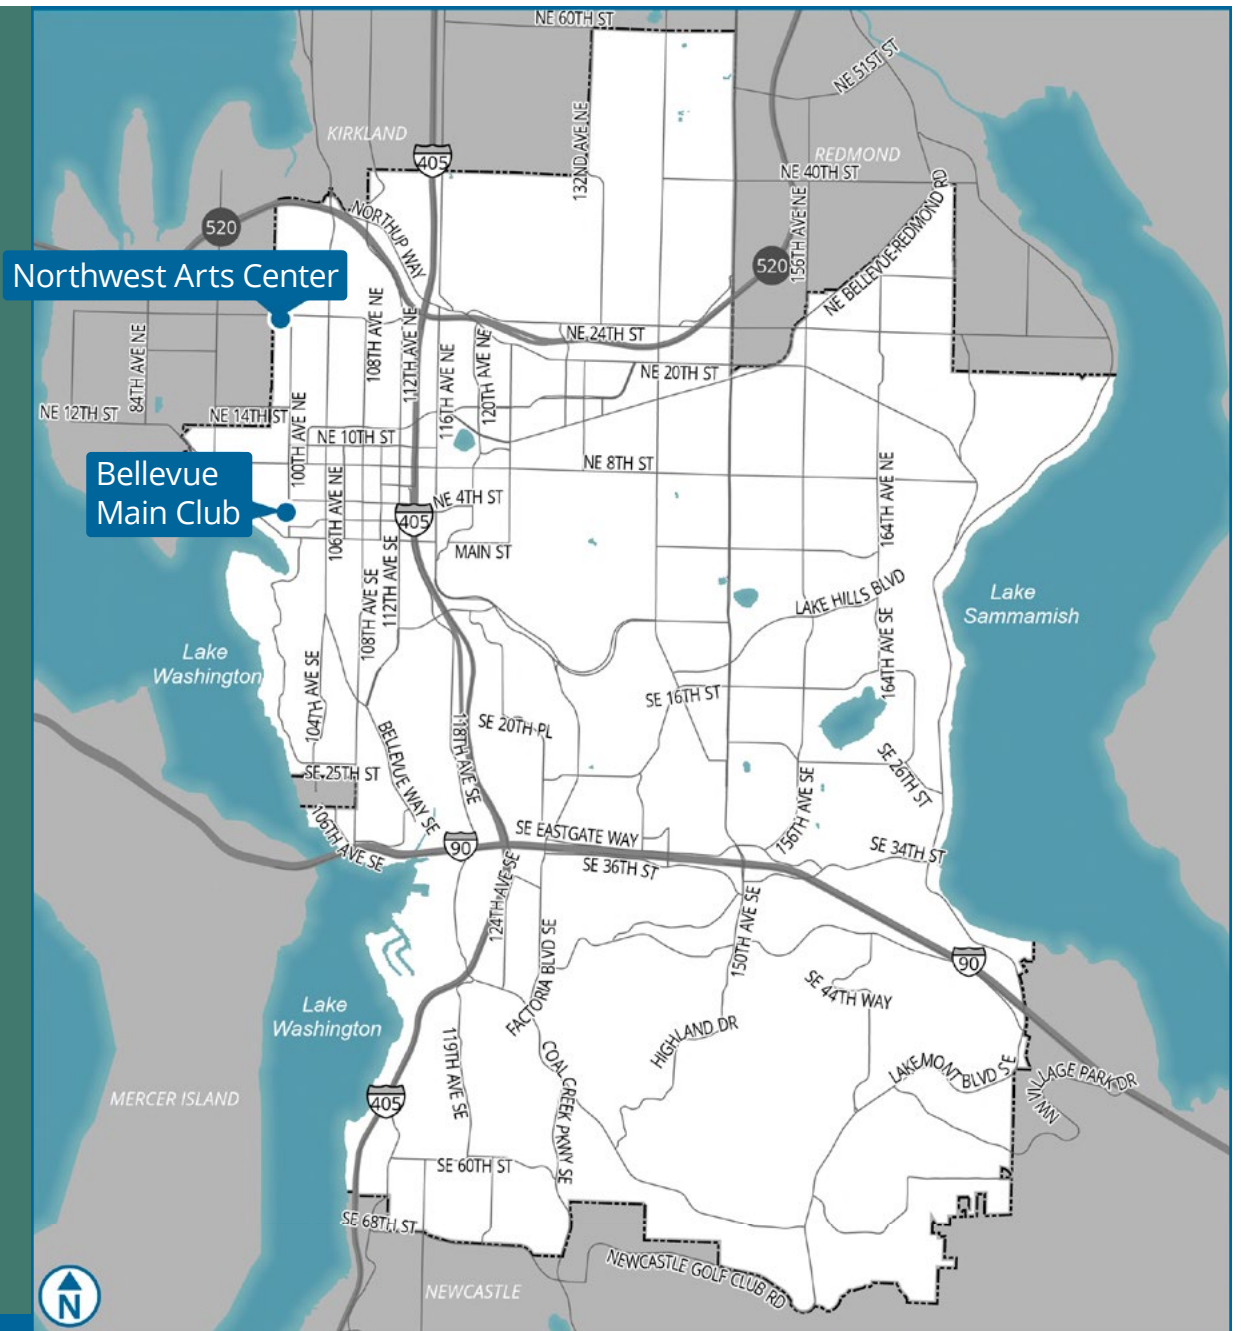 NE 60TH ST
NE 51ST ST
132ND AVE NE
KIRKLAND
405
REDMOND
NE 40TH ST
520
NORTHUP WAY
156TH AVE NE
NE BELLEVUE-REDMOND RD
520
Northwest Arts Center
108TH AVE NE
112TH AVE NE
116TH AVE NE
120TH AVE NE
NE 24TH ST
84TH AVE NE
NE 20TH ST
NE 12TH ST
NE 14TH ST
100TH AVE NE
NE 10TH ST
NE 8TH ST
164TH AVE NE
Bellevue
Main Club
106TH AVE NE
NE 4TH ST
405
MAIN ST
112TH AVE SE
108TH AVE SE
LAKE HILLS BLVD
Lake
Sammamish
Lake
Washington
104TH AVE SE
164TH AVE SE
SE 16TH ST
118TH AVE SE
SE 20TH PL
BELLEVUE WAY SE
SE 25TH ST
SE 26TH ST
156TH AVE SE
106TH AVE SE
90
SE EASTGATE WAY
SE 36TH ST
SE 34TH ST
124TH AVE SE
150TH AVE SE
FACTORIA BLVD SE
90
SE 44TH WAY
Lake
Washington
119TH AVE SE
HIGHLAND DR
COAL CREEK PKWY SE
LAKEMONT BLVD SE
NW VILLAGE PARK DR
MERCER ISLAND
405
SE 60TH ST
SE 68TH ST
NEWCASTLE GOLF CLUB RD
NEWCASTLE
N